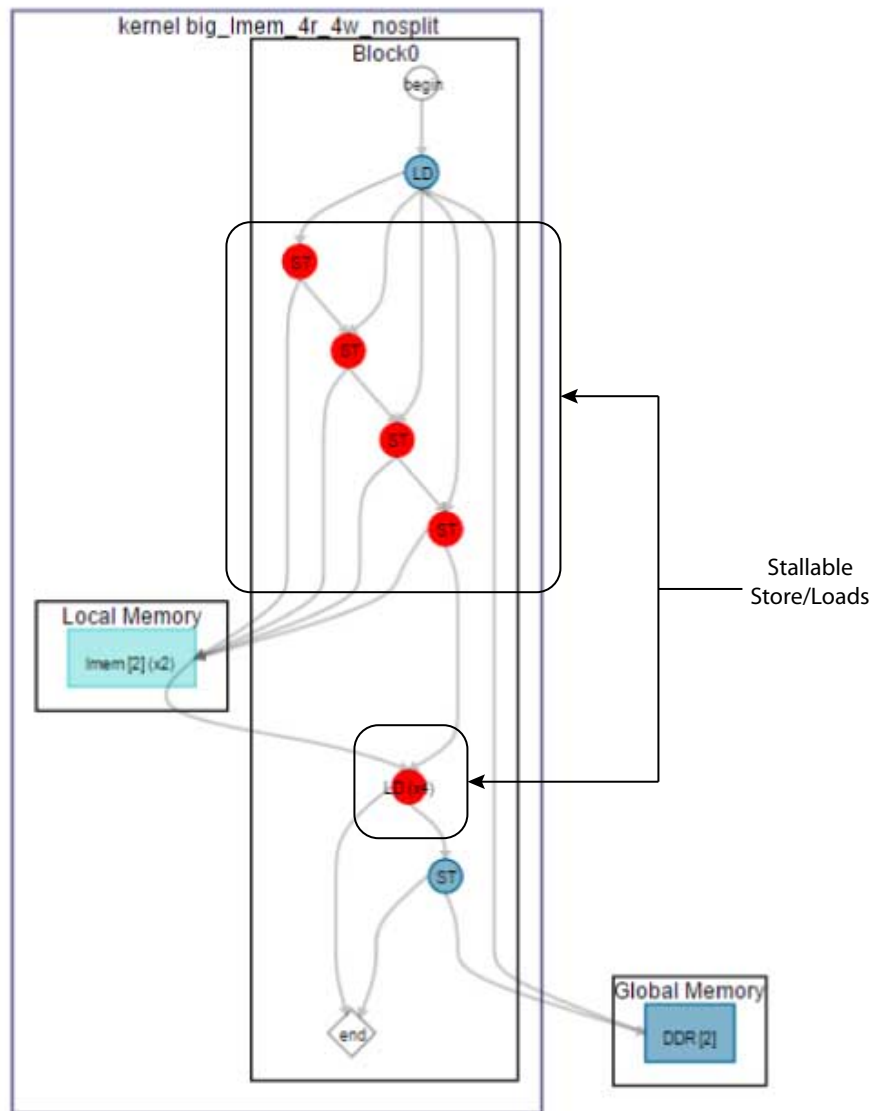 kernel big_lmem_4r_4w_nosplit
Block0
begin
LD
ST
ST
ST
ST
Stallable
Store/Loads
Local Memory
lmem [2] (x2)
LD (x4)
ST
Global Memory
DDR [2]
end